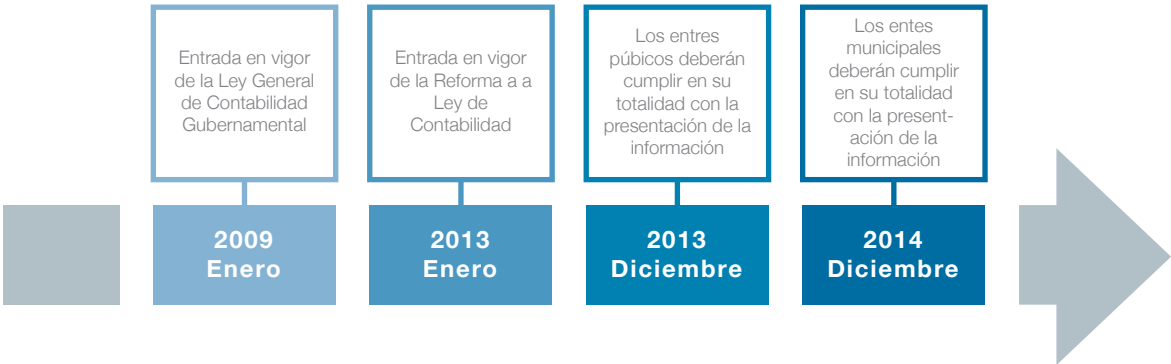 Entrada en vigor
de la Ley General
de Contabilidad
Gubernamental
2009
Enero
Entrada en vigor
de la Reforma a a
Ley de
Contabilidad
2013
Enero
Los entres
púbicos deberán
cumplir en su
totalidad con la
presentación de la
información
2013
Diciembre
Los entes
municipales
deberán cumplir
en su totalidad
con la present-
ación de la
información
2014
Diciembre